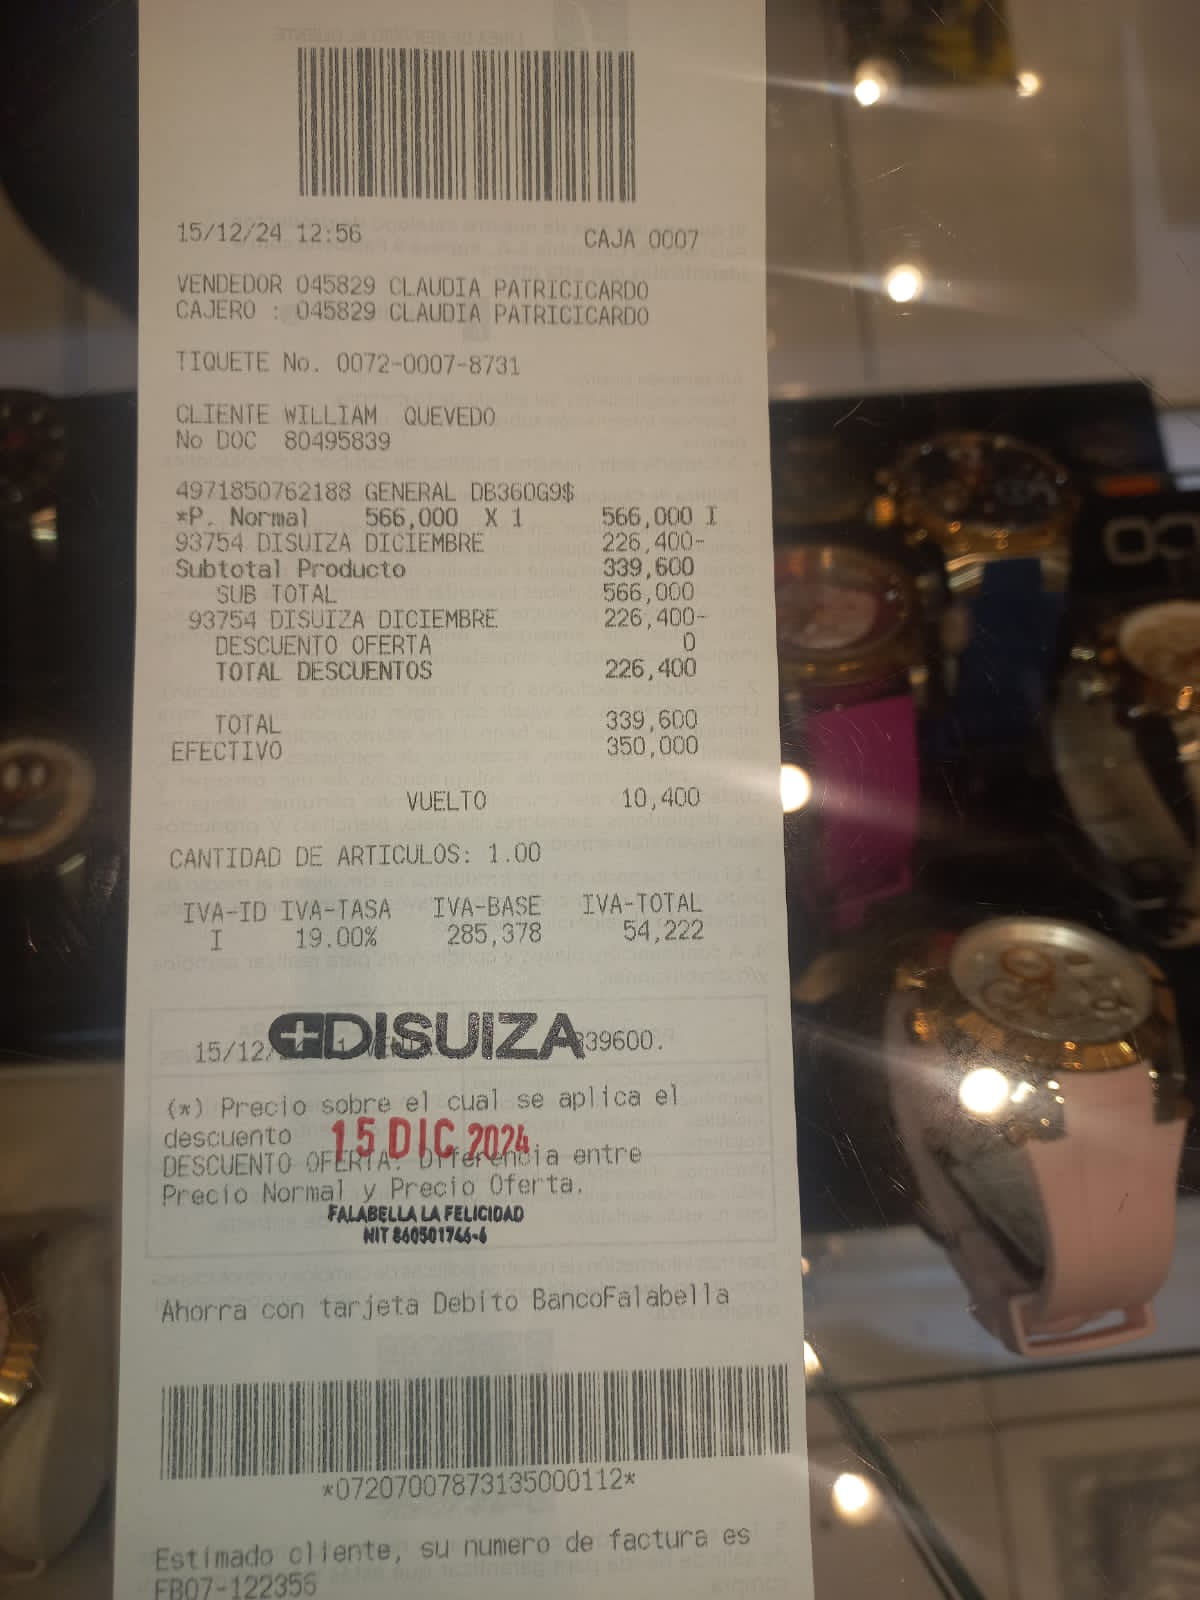 15/12/24 12:56 CAJA 0007
VENDEDOR 045829 CLAUDIA PATRICICARDO
CAJERO : 045829 CLAUDIA PATRICICARDO
TIQUETE No. 0072-0007-8731
CLIENTE WILLIAM QUEVEDO
No DOC 80495839
4971850762188 GENERAL DB360G9$
*P. Normal 566,000 X 1 566,000 I
93754 DISUIZA DICIEMBRE 226,400-
Subtotal Producto 339,600
SUB TOTAL 566,000
93754 DISUIZA DICIEMBRE 226,400-
DESCUENTO OFERTA 0
TOTAL DESCUENTOS 226,400
TOTAL 339,600
EFECTIVO 350,000
VUELTO 10,400
CANTIDAD DE ARTICULOS: 1.00
IVA-ID IVA-TASA IVA-BASE IVA-TOTAL
I 19.00% 285,378 54,222
DISUIZA
15/12/ 339600.
(*) Precio sobre el cual se aplica el
descuento
15 DIC 2024
DESCUENTO OFERTA: Diferencia entre
Precio Normal y Precio Oferta.
FALABELLA LA FELICIDAD
NIT 860501746-6
Ahorra con tarjeta Debito BancoFalabella
*07207007873135000112*
Estimado cliente, su numero de factura es
FB07-122356